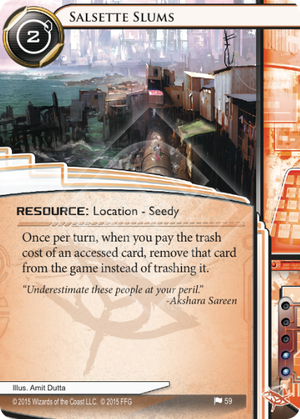 2
SALSETTE SLUMS
RESOURCE: Location - Seedy
Once per turn, when you pay the trash
cost of an accessed card, remove that card
from the game instead of trashing it.
"Underestimate these people at your peril."
-Akshara Sareen
Illus. Amit Dutta
© 2015 Wizards of the Coast LLC. © 2015 FFG
59